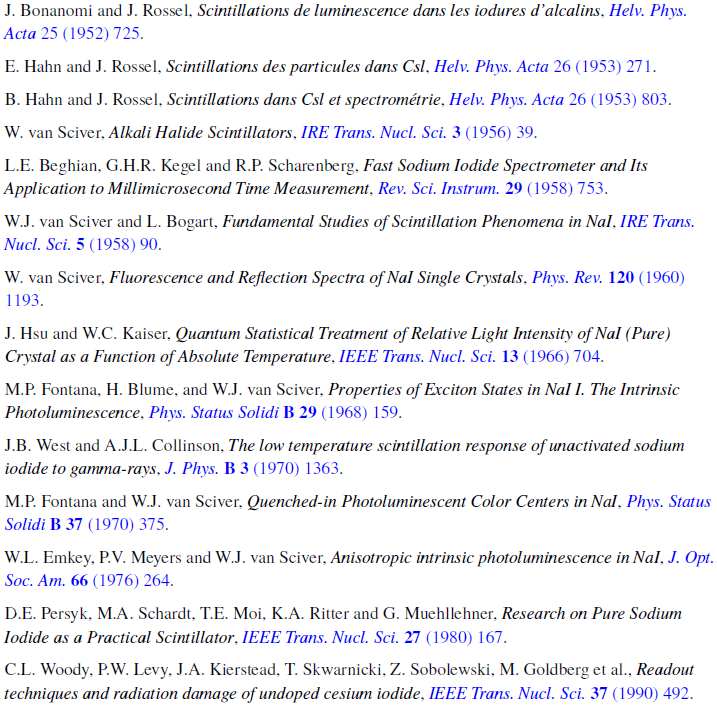 J. Bonanomi and J. Rossel, Scintillations de luminescence dans les iodures d'alcalins, Helv. Phys.
Acta 25 (1952) 725.
E. Hahn and J. Rossel, Scintillations des particules dans Csl, Helv. Phys. Acta 26 (1953) 271.
B. Hahn and J. Rossel, Scintillations dans Csl et spectrométrie, Helv. Phys. Acta 26 (1953) 803.
W. van Sciver, Alkali Halide Scintillators, IRE Trans. Nucl. Sci. 3 (1956) 39.
L.E. Beghian, G.H.R. Kegel and R.P. Scharenberg, Fast Sodium Iodide Spectrometer and Its
Application to Millimicrosecond Time Measurement, Rev. Sci. Instrum. 29 (1958) 753.
W.J. van Sciver and L. Bogart, Fundamental Studies of Scintillation Phenomena in NaI, IRE Trans.
Nucl. Sci. 5 (1958) 90.
W. van Sciver, Fluorescence and Reflection Spectra of NaI Single Crystals, Phys. Rev. 120 (1960)
1193.
J. Hsu and W.C. Kaiser, Quantum Statistical Treatment of Relative Light Intensity of NaI (Pure)
Crystal as a Function of Absolute Temperature, IEEE Trans. Nucl. Sci. 13 (1966) 704.
M.P. Fontana, H. Blume, and W.J. van Sciver, Properties of Exciton States in NaI I. The Intrinsic
Photoluminescence, Phys. Status Solidi B 29 (1968) 159.
J.B. West and A.J.L. Collinson, The low temperature scintillation response of unactivated sodium
iodide to gamma-rays, J. Phys. B 3 (1970) 1363.
M.P. Fontana and W.J. van Sciver, Quenched-in Photoluminescent Color Centers in NaI, Phys. Status
Solidi B 37 (1970) 375.
W.L. Emkey, P.V. Meyers and W.J. van Sciver, Anisotropic intrinsic photoluminescence in NaI, J. Opt.
Soc. Am. 66 (1976) 264.
D.E. Persyk, M.A. Schardt, T.E. Moi, K.A. Ritter and G. Muehllehner, Research on Pure Sodium
Iodide as a Practical Scintillator, IEEE Trans. Nucl. Sci. 27 (1980) 167.
C.L. Woody, P.W. Levy, J.A. Kierstead, T. Skwarnicki, Z. Sobolewski, M. Goldberg et al., Readout
techniques and radiation damage of undoped cesium iodide, IEEE Trans. Nucl. Sci. 37 (1990) 492.